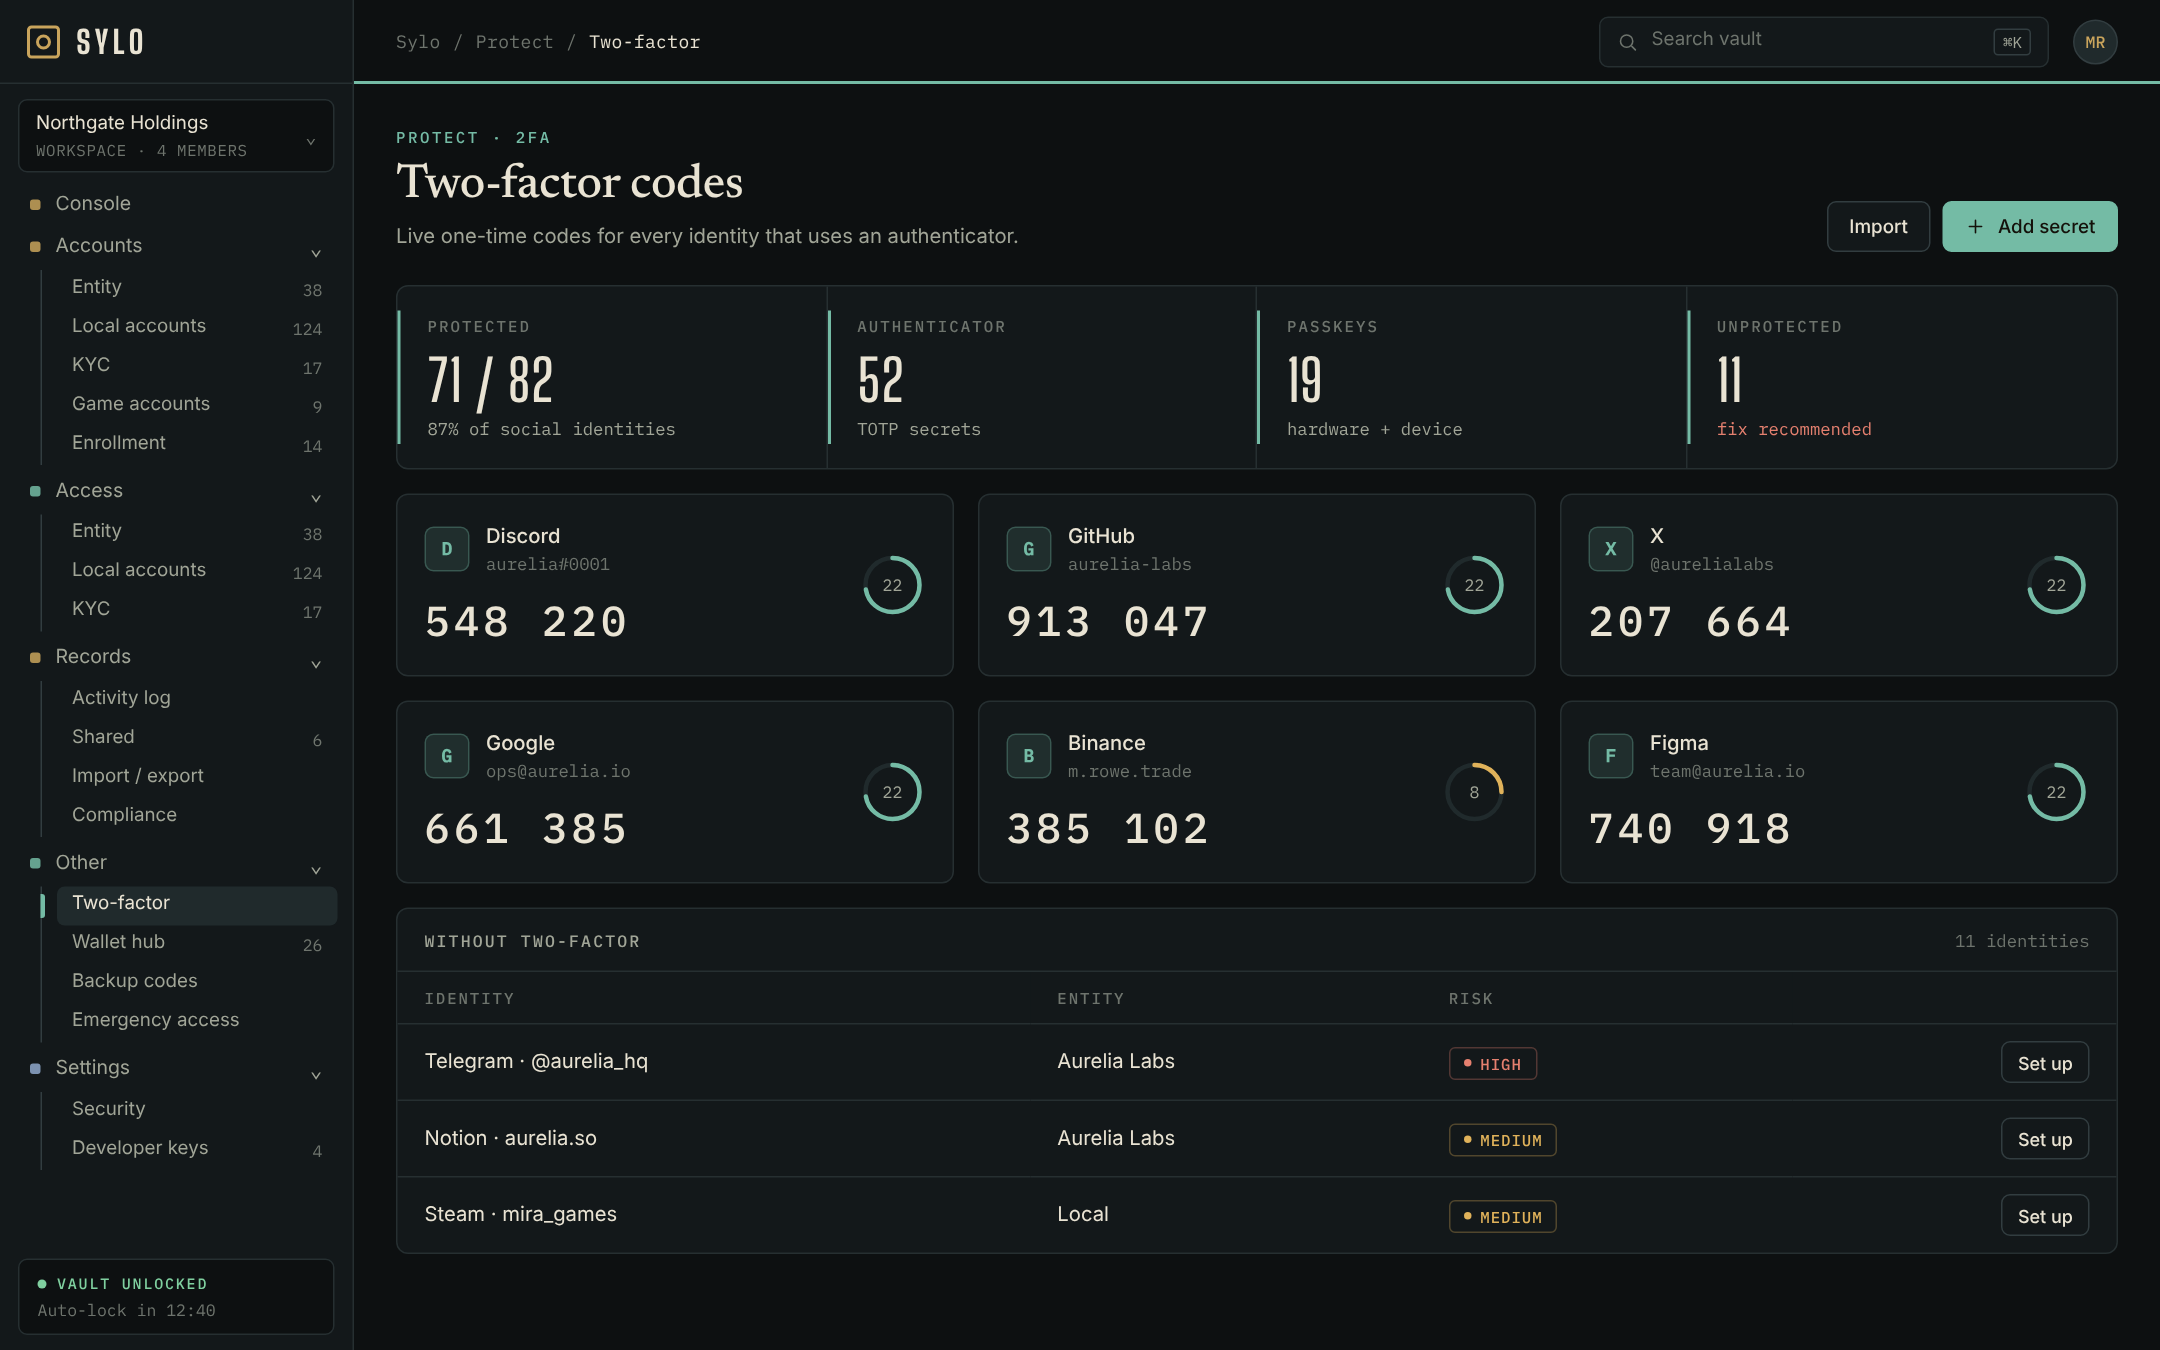 SYLO
Sylo / Protect / Two-factor
Search vault
⌘K
MR
Northgate Holdings
WORKSPACE · 4 MEMBERS
Console
Accounts
Entity 38
Local accounts 124
KYC 17
Game accounts 9
Enrollment 14
Access
Entity 38
Local accounts 124
KYC 17
Records
Activity log
Shared 6
Import / export
Compliance
Other
Two-factor
Wallet hub 26
Backup codes
Emergency access
Settings
Security
Developer keys 4
VAULT UNLOCKED
Auto-lock in 12:40
PROTECT · 2FA
Two-factor codes
Live one-time codes for every identity that uses an authenticator.
Import
+ Add secret
PROTECTED
71 / 82
87% of social identities
AUTHENTICATOR
52
TOTP secrets
PASSKEYS
19
hardware + device
UNPROTECTED
11
fix recommended
D
Discord
aurelia#0001
548 220
22
G
GitHub
aurelia-labs
913 047
22
X
X
@aurelialabs
207 664
22
G
Google
ops@aurelia.io
661 385
22
B
Binance
m.rowe.trade
385 102
8
F
Figma
team@aurelia.io
740 918
22
WITHOUT TWO-FACTOR 11 identities
IDENTITY ENTITY RISK
Telegram · @aurelia_hq Aurelia Labs HIGH Set up
Notion · aurelia.so Aurelia Labs MEDIUM Set up
Steam · mira_games Local MEDIUM Set up